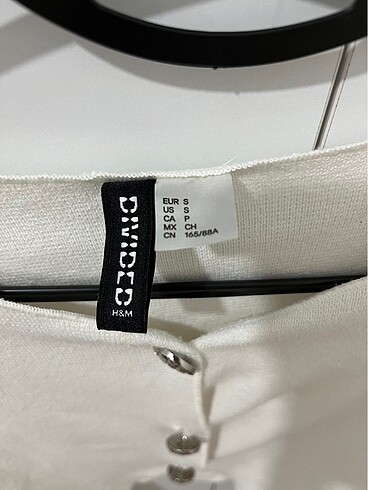 DIVIDED
H&M
EUR S
US S
CA P
MX CH
CN 165/88A